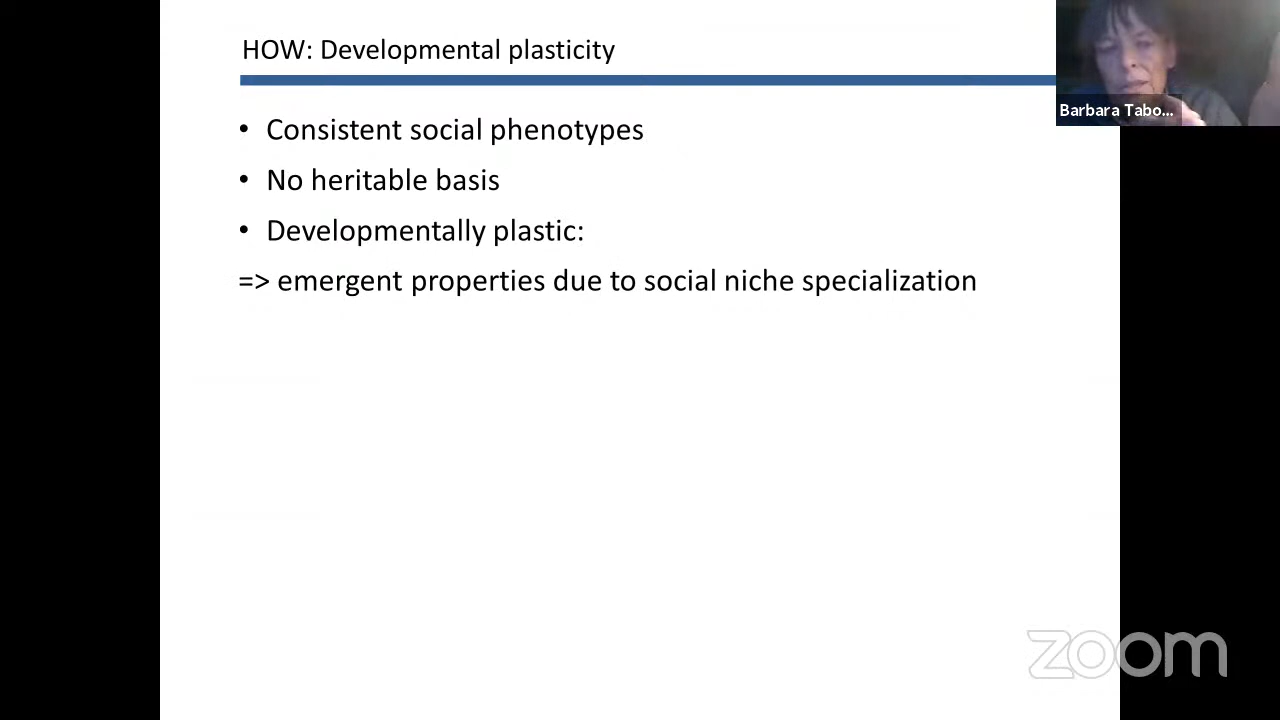 HOW: Developmental plasticity
• Consistent social phenotypes
• No heritable basis
• Developmentally plastic:
=> emergent properties due to social niche specialization
Barbara Tabo...
zoom